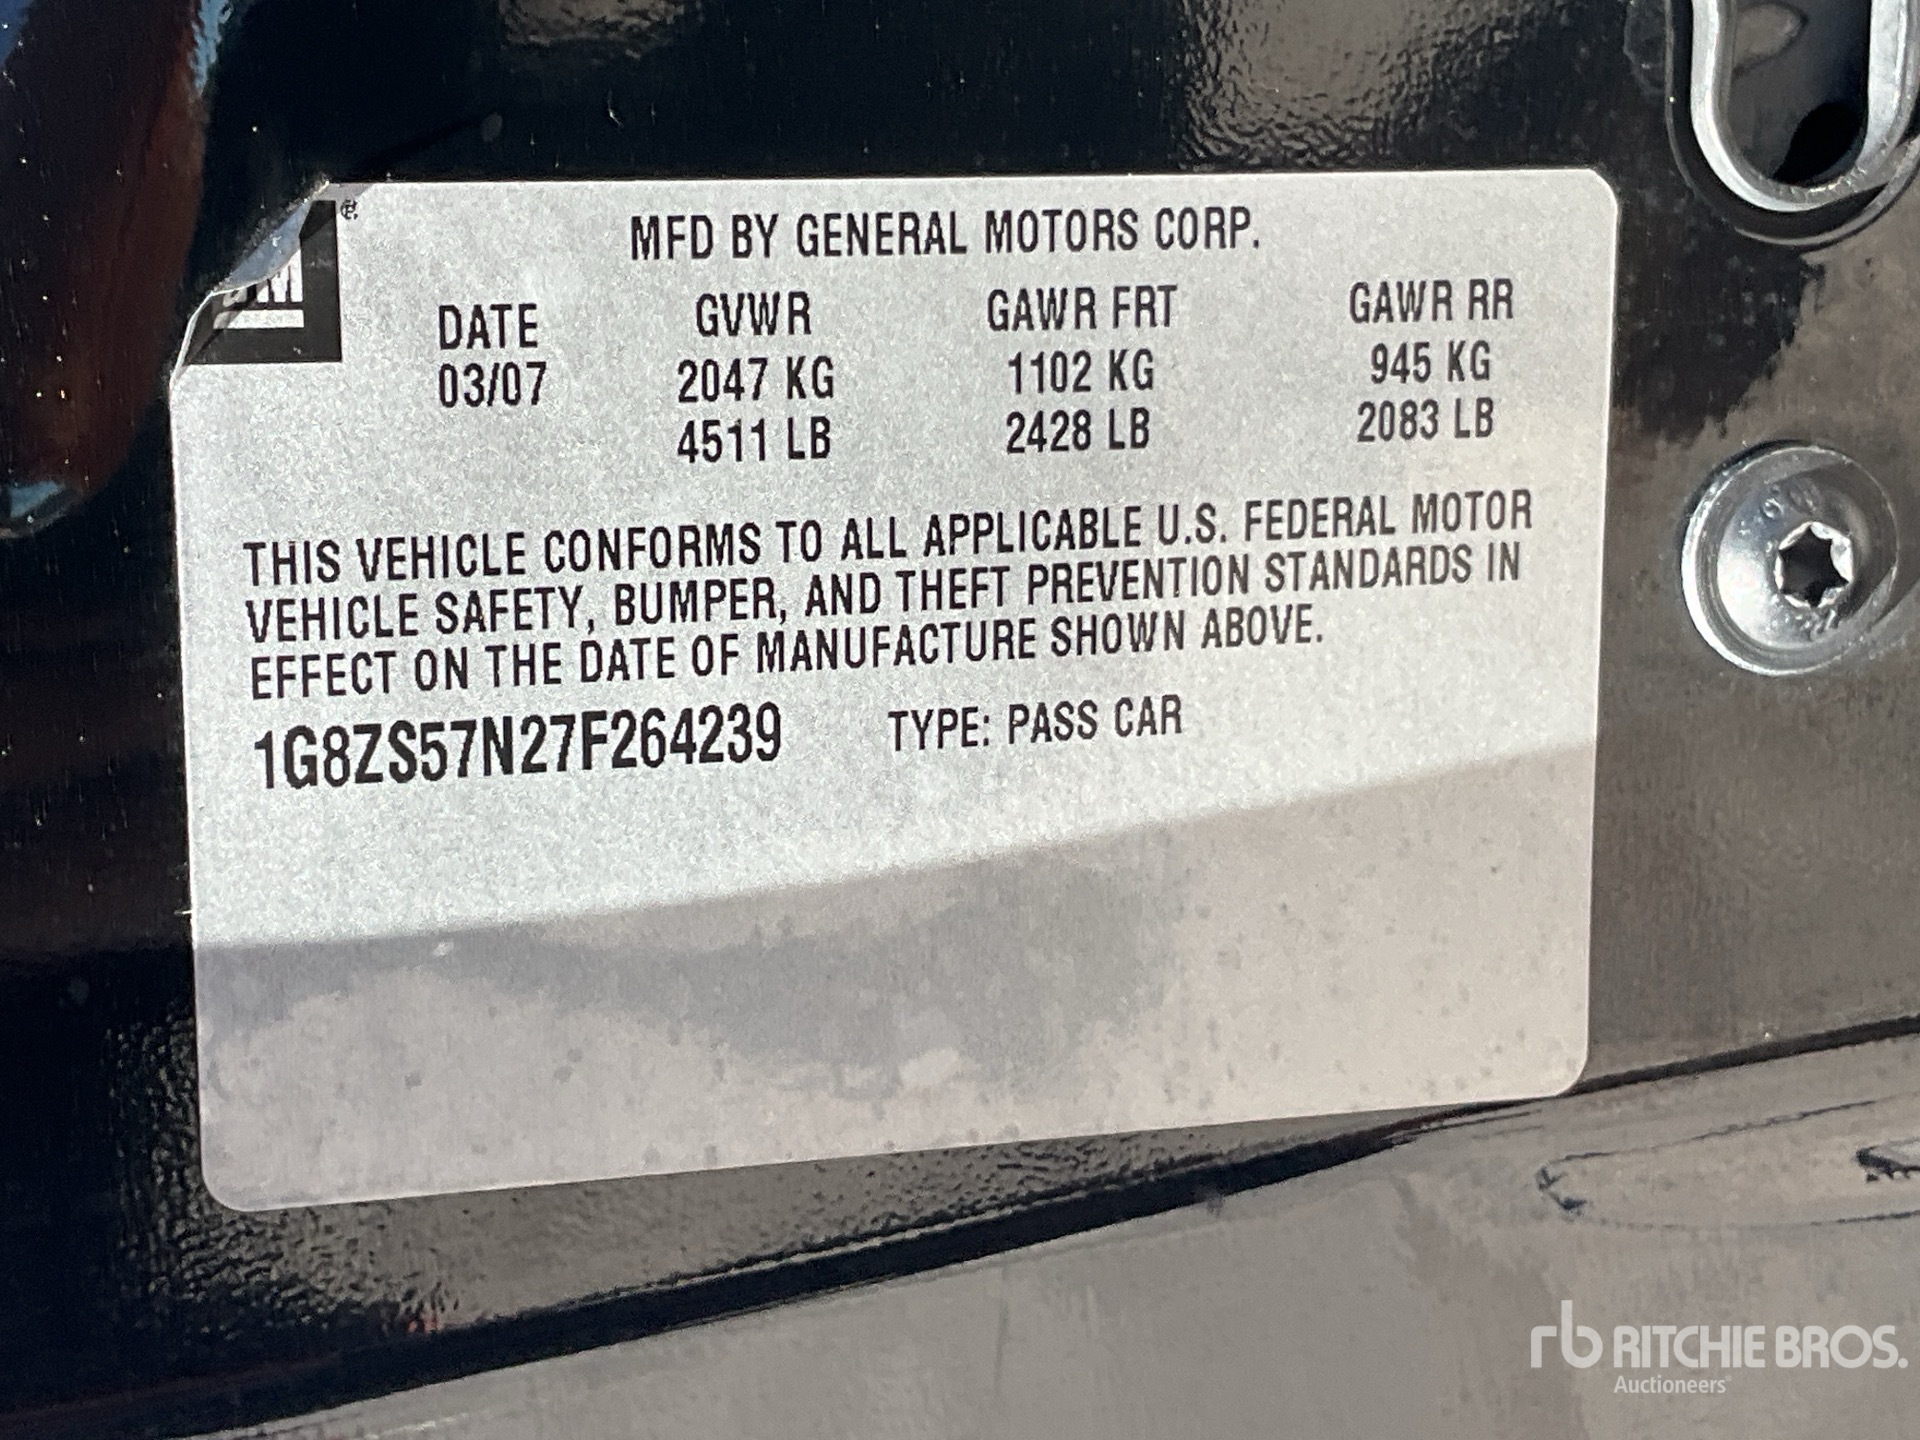 MFD BY GENERAL MOTORS CORP.
DATE GVWR GAWR FRT GAWR RR
03/07 2047 KG 1102 KG 945 KG
4511 LB 2428 LB 2083 LB
THIS VEHICLE CONFORMS TO ALL APPLICABLE U.S. FEDERAL MOTOR
VEHICLE SAFETY, BUMPER, AND THEFT PREVENTION STANDARDS IN
EFFECT ON THE DATE OF MANUFACTURE SHOWN ABOVE.
1G8ZS57N27F264239 TYPE: PASS CAR
rb RITCHIE BROS.
Auctioneers